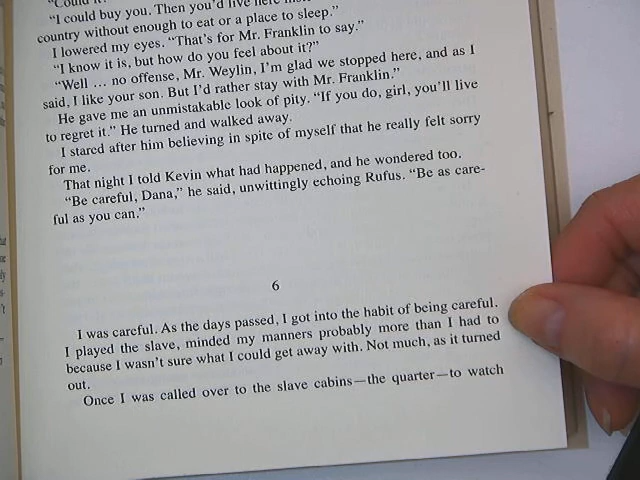 "I could buy you. Then you'd live here
country without enough to eat or a place to sleep."
I lowered my eyes. "That's for Mr. Franklin to say."
"I know it is, but how do you feel about it?"
"Well ... no offense, Mr. Weylin, I'm glad we stopped here, and as I
said, I like your son. But I'd rather stay with Mr. Franklin."
He gave me an unmistakable look of pity. "If you do, girl, you'll live
to regret it." He turned and walked away.
I stared after him believing in spite of myself that he really felt sorry
for me.
That night I told Kevin what had happened, and he wondered too.
"Be careful, Dana," he said, unwittingly echoing Rufus. "Be as care-
ful as you can."
6
I was careful. As the days passed, I got into the habit of being careful.
I played the slave, minded my manners probably more than I had to
because I wasn't sure what I could get away with. Not much, as it turned
out.
Once I was called over to the slave cabins—the quarter—to watch